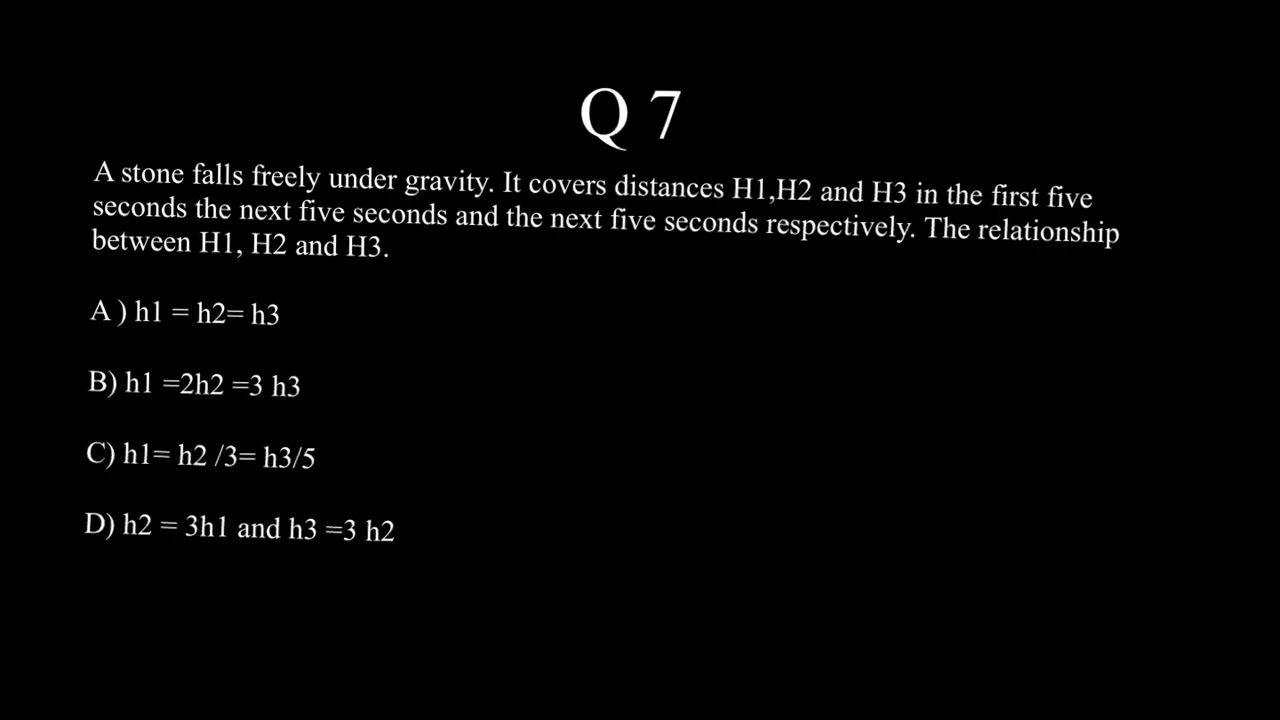 Q 7
A stone falls freely under gravity. It covers distances H1,H2 and H3 in the first five
seconds the next five seconds and the next five seconds respectively. The relationship
between H1, H2 and H3.
A ) h1 = h2= h3
B) h1 =2h2 =3 h3
C) h1= h2 /3= h3/5
D) h2 = 3h1 and h3 =3 h2